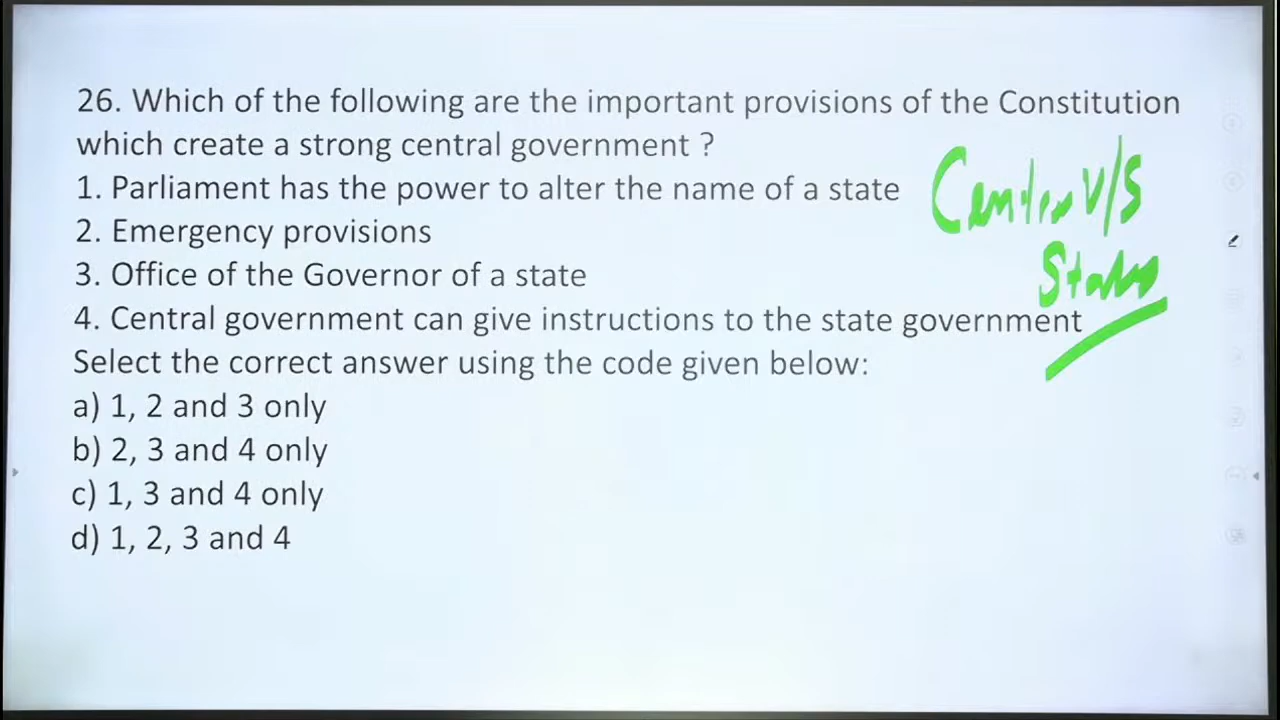 26. Which of the following are the important provisions of the Constitution
which create a strong central government ?
1. Parliament has the power to alter the name of a state
2. Emergency provisions
3. Office of the Governor of a state
4. Central government can give instructions to the state government
Select the correct answer using the code given below:
a) 1, 2 and 3 only
b) 2, 3 and 4 only
c) 1, 3 and 4 only
d) 1, 2, 3 and 4
V/S